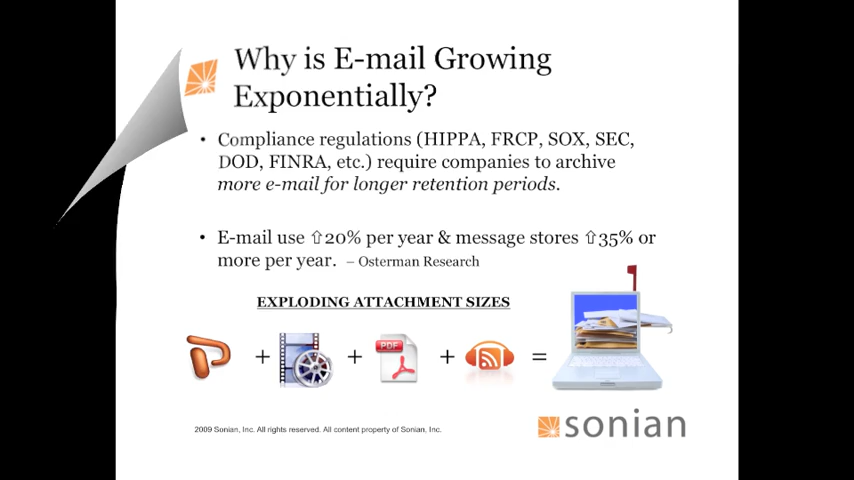 Why is E-mail Growing
Exponentially?
• Compliance regulations (HIPPA, FRCP, SOX, SEC,
DOD, FINRA, etc.) require companies to archive
more e-mail for longer retention periods.
• E-mail use ⇧20% per year & message stores ⇧35% or
more per year. – Osterman Research
EXPLODING ATTACHMENT SIZES
+ + PDF + =
2009 Sonian, Inc. All rights reserved. All content property of Sonian, Inc.
sonian